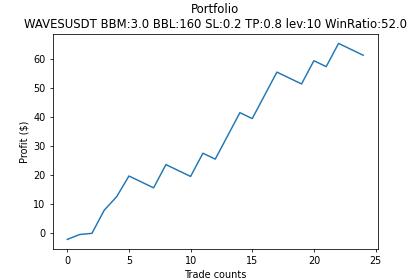 Portfolio
WAVESUSDT BBM:3.0 BBL:160 SL:0.2 TP:0.8 lev:10 WinRatio:52.0
Profit ($)
60
50
40
30
20
10
0
0 5 10 15 20 25
Trade counts